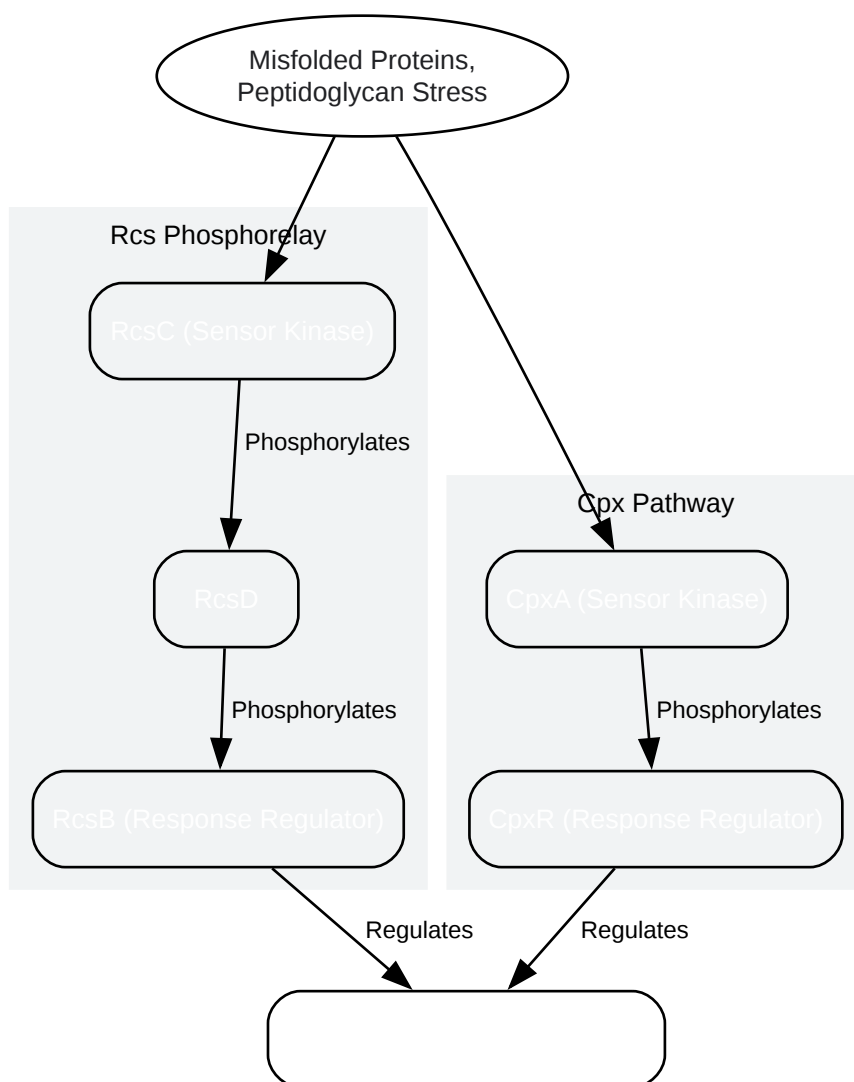 Misfolded Proteins,
Peptidoglycan Stress
Rcs Phosphorelay
RcsC (Sensor Kinase)
Phosphorylates
Cpx Pathway
RcsD
CpxA (Sensor Kinase)
Phosphorylates
Phosphorylates
RcsB (Response Regulator)
CpxR (Response Regulator)
Regulates
Regulates